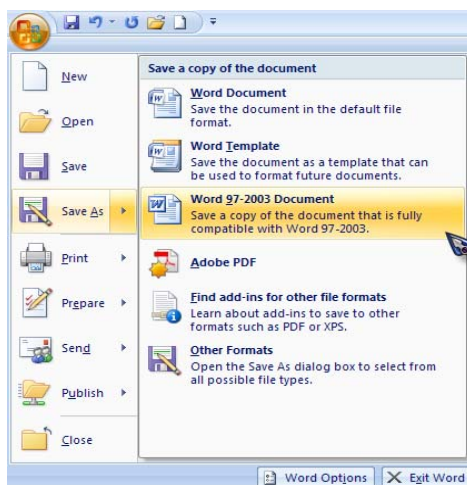 New
Open
Save
Save As
Print
Prepare
Send
Publish
Close
Save a copy of the document
Word Document
Save the document in the default file
format.
Word Template
Save the document as a template that can
be used to format future documents.
Word 97-2003 Document
Save a copy of the document that is fully
compatible with Word 97-2003.
Adobe PDF
Find add-ins for other file formats
Learn about add-ins to save to other
formats such as PDF or XPS.
Other Formats
Open the Save As dialog box to select from
all possible file types.
Word Options
Exit Word